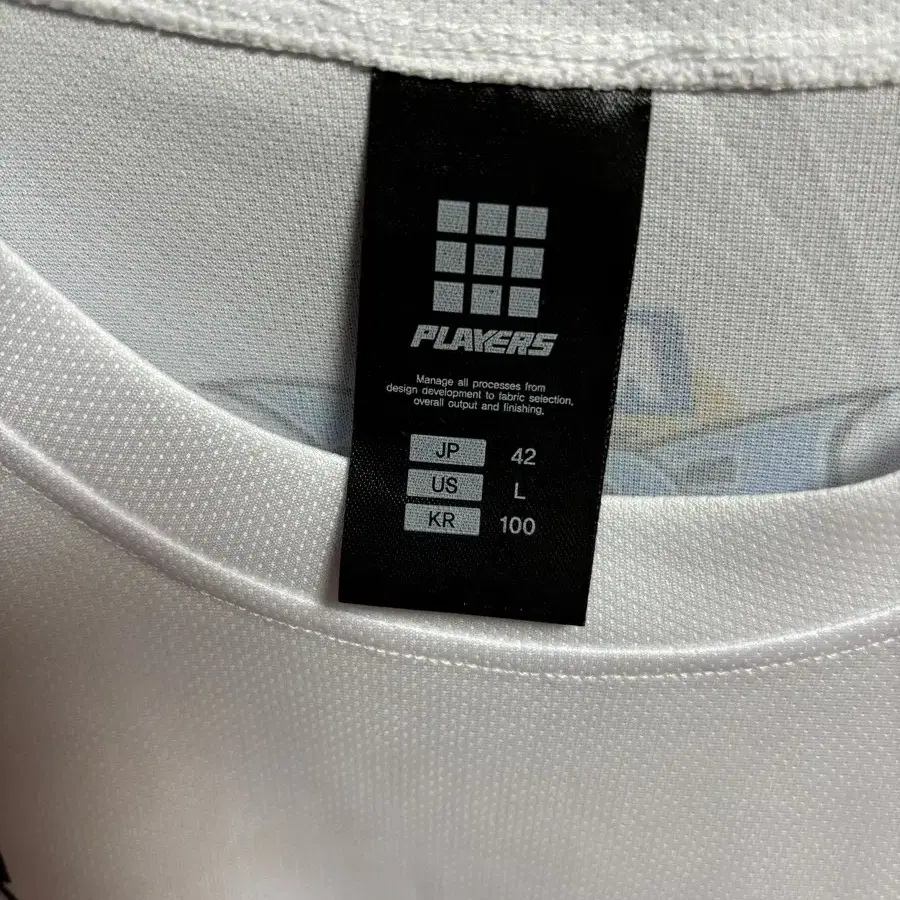 PLAYERS
Manage all processes from
design development to fabric selection,
overall output and finishing.
JP 42
US L
KR 100